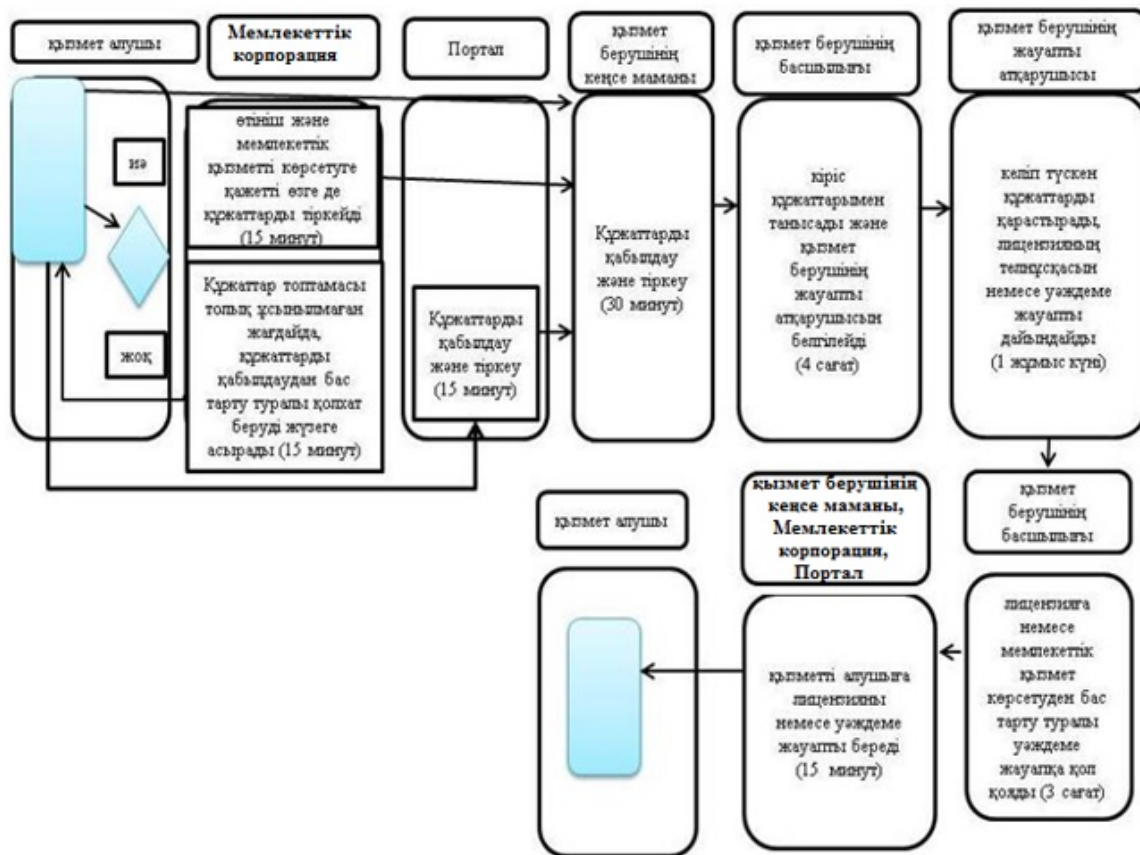 қызмет алушы
Мемлекеттік
корпорация
Портал
қызмет
берушінің
кеңсе маманы
қызмет берушінің
басшылығы
қызмет берушінің
жауапты
атқарушысы
иә
жоқ
өтініш және
мемлекеттік
қызметті көрсетуге
қажетті өзге де
құжаттарды тіркейді
(15 минут)
Құжаттар топтамасы
толық ұсынылмаған
жағдайда,
құжаттарды
қабылдаудан бас
тарту туралы қолхат
беруді жүзеге
асырады (15 минут)
Құжаттарды
қабылдау
және тіркеу
(15 минут)
Құжаттарды
қабылдау
және тіркеу
(30 минут)
кіріс
құжаттарымен
танысады және
қызмет
берушінің
жауапты
атқарушысын
белгілейді
(4 сағат)
келіп түскен
құжаттарды
қарастырады,
лицензияның
телнұсқасын
немесе уәждеме
жауапты
дайындайды
(1 жұмыс күні)
қызмет
берушінің
басшылығы
лицензияға
немесе
мемлекеттік
қызмет
көрсетуден бас
тарту туралы
уәждеме
жауапқа қол
қояды (3 сағат)
қызмет берушінің
кеңсе маманы,
Мемлекеттік
корпорация,
Портал
қызметті алушыға
лицензияны
немесе уәждеме
жауапты береді
(15 минут)
қызмет алушы